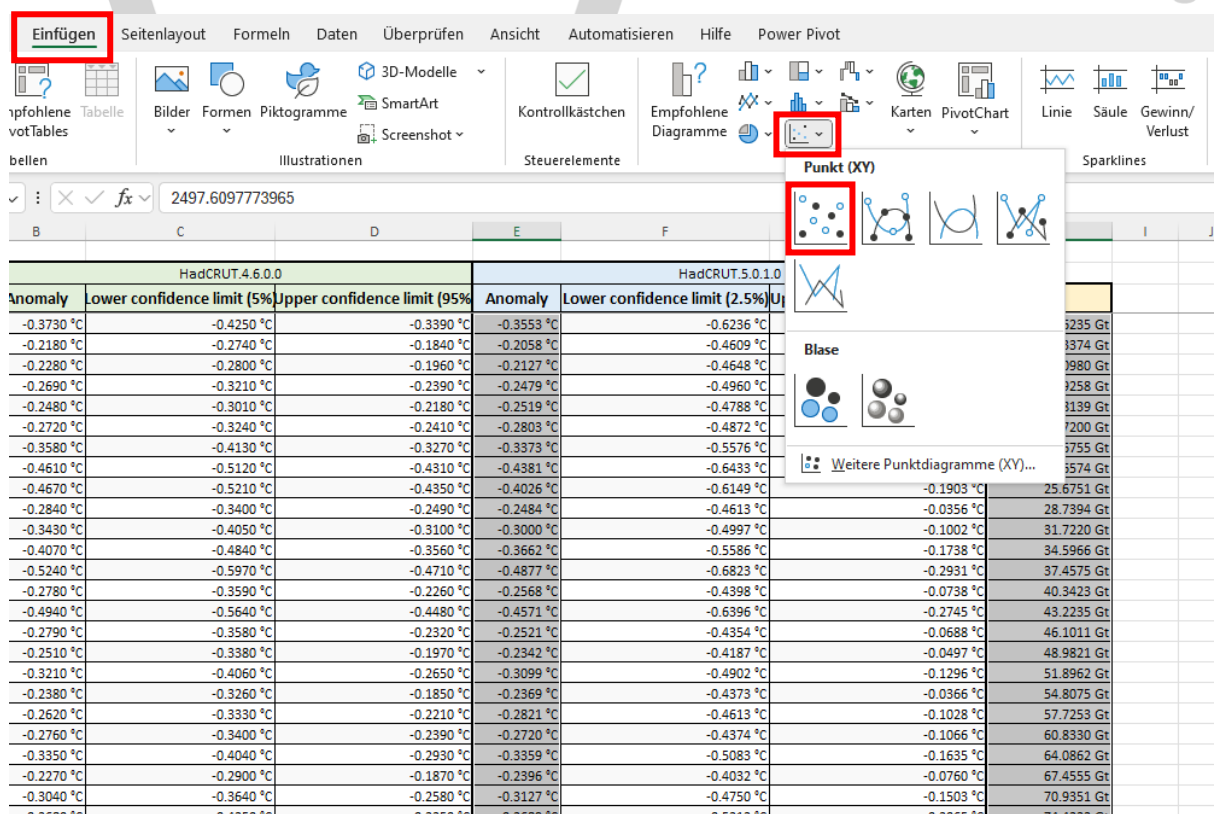 Einfügen Seitenlayout Formeln Daten Überprüfen Ansicht Automatisieren Hilfe Power Pivot
Tabelle Bilder Formen Piktogramme 3D-Modelle SmartArt Screenshot Kontrollkästchen Empfohlene Diagramme Karten PivotChart Linie Säule Gewinn/ Verlust
Illustrationen Steuerelemente Sparklines
fx 2497.6097773965
Punkt (XY)
Blase
Weitere Punktdiagramme (XY)...
B C D E F I J
HadCRUT.4.6.0.0 HadCRUT.5.0.1.0
Anomaly Lower confidence limit (5%) Upper confidence limit (95% Anomaly Lower confidence limit (2.5%)
-0.3730 °C -0.4250 °C -0.3390 °C -0.3553 °C -0.6236 °C
-0.2180 °C -0.2740 °C -0.1840 °C -0.2058 °C -0.4609 °C
-0.2280 °C -0.2800 °C -0.1960 °C -0.2127 °C -0.4648 °C
-0.2690 °C -0.3210 °C -0.2390 °C -0.2479 °C -0.4960 °C
-0.2480 °C -0.3010 °C -0.2180 °C -0.2519 °C -0.4788 °C
-0.2720 °C -0.3240 °C -0.2410 °C -0.2803 °C -0.4872 °C
-0.3580 °C -0.4130 °C -0.3270 °C -0.3373 °C -0.5576 °C
-0.4610 °C -0.5120 °C -0.4310 °C -0.4381 °C -0.6433 °C
-0.4670 °C -0.5210 °C -0.4350 °C -0.4026 °C -0.6149 °C -0.1903 °C 25.6751 Gt
-0.2840 °C -0.3400 °C -0.2490 °C -0.2484 °C -0.4613 °C -0.0356 °C 28.7394 Gt
-0.3430 °C -0.4050 °C -0.3100 °C -0.3000 °C -0.4997 °C -0.1002 °C 31.7220 Gt
-0.4070 °C -0.4840 °C -0.3560 °C -0.3662 °C -0.5586 °C -0.1738 °C 34.5966 Gt
-0.5240 °C -0.5970 °C -0.4710 °C -0.4877 °C -0.6823 °C -0.2931 °C 37.4575 Gt
-0.2780 °C -0.3590 °C -0.2260 °C -0.2568 °C -0.4398 °C -0.0738 °C 40.3423 Gt
-0.4940 °C -0.5640 °C -0.4480 °C -0.4571 °C -0.6396 °C -0.2745 °C 43.2235 Gt
-0.2790 °C -0.3580 °C -0.2320 °C -0.2521 °C -0.4354 °C -0.0688 °C 46.1011 Gt
-0.2510 °C -0.3380 °C -0.1970 °C -0.2342 °C -0.4187 °C -0.0497 °C 48.9821 Gt
-0.3210 °C -0.4060 °C -0.2650 °C -0.3099 °C -0.4902 °C -0.1296 °C 51.8962 Gt
-0.2380 °C -0.3260 °C -0.1850 °C -0.2369 °C -0.4373 °C -0.0366 °C 54.8075 Gt
-0.2620 °C -0.3330 °C -0.2210 °C -0.2821 °C -0.4613 °C -0.1028 °C 57.7253 Gt
-0.2760 °C -0.3400 °C -0.2390 °C -0.2720 °C -0.4374 °C -0.1066 °C 60.8330 Gt
-0.3350 °C -0.4040 °C -0.2930 °C -0.3359 °C -0.5083 °C -0.1635 °C 64.0862 Gt
-0.2270 °C -0.2900 °C -0.1870 °C -0.2396 °C -0.4032 °C -0.0760 °C 67.4555 Gt
-0.3040 °C -0.3640 °C -0.2580 °C -0.3127 °C -0.4750 °C -0.1503 °C 70.9351 Gt